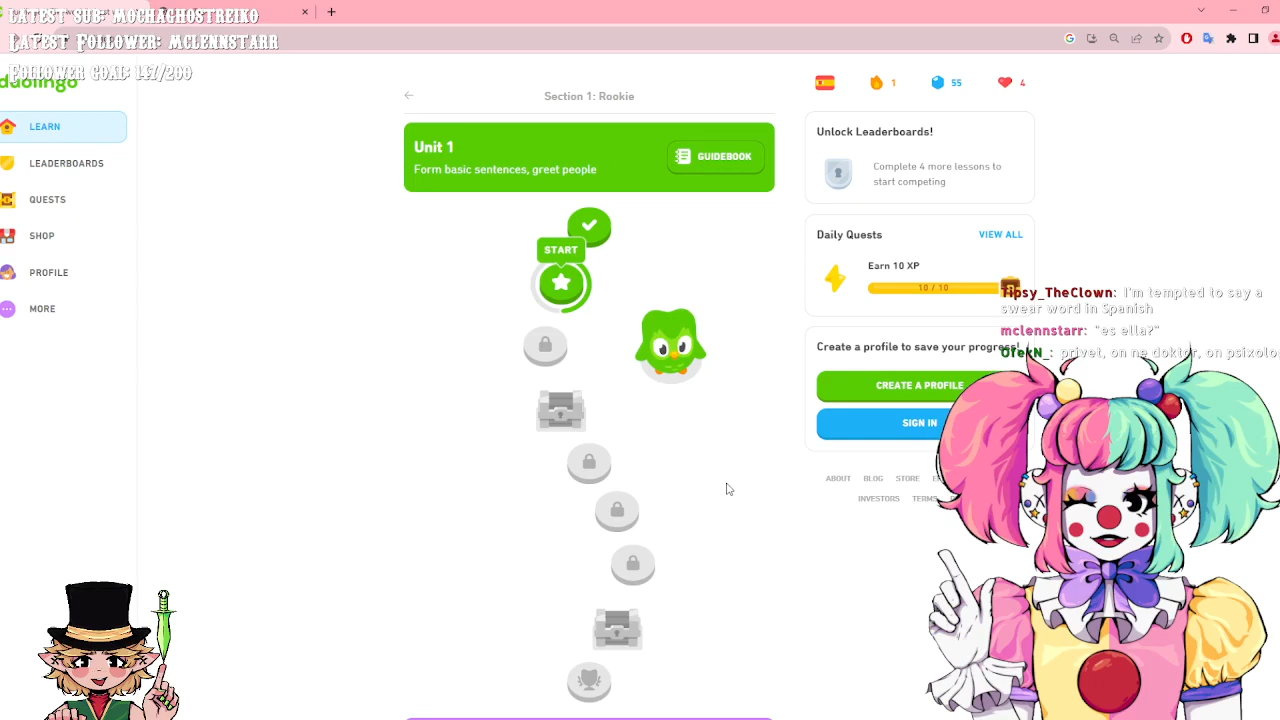 Latest Sub: MochaGhostReiko
Latest Follower: mclennstarr
Follower Goal: 147/200
duolingo
LEARN
LEADERBOARDS
QUESTS
SHOP
PROFILE
MORE
Section 1: Rookie
Unit 1
Form basic sentences, greet people
GUIDEBOOK
START
1
55
4
Unlock Leaderboards!
Complete 4 more lessons to
start competing
Daily Quests
VIEW ALL
Earn 10 XP
10 / 10
Create a profile to save your progress!
CREATE A PROFILE
SIGN IN
ABOUT BLOG STORE
INVESTORS TERMS
Tipsy_TheClown: I'm tempted to say a
swear word in Spanish
mclennstarr: "es ella?"
privet, on ne doktor, on psixolo